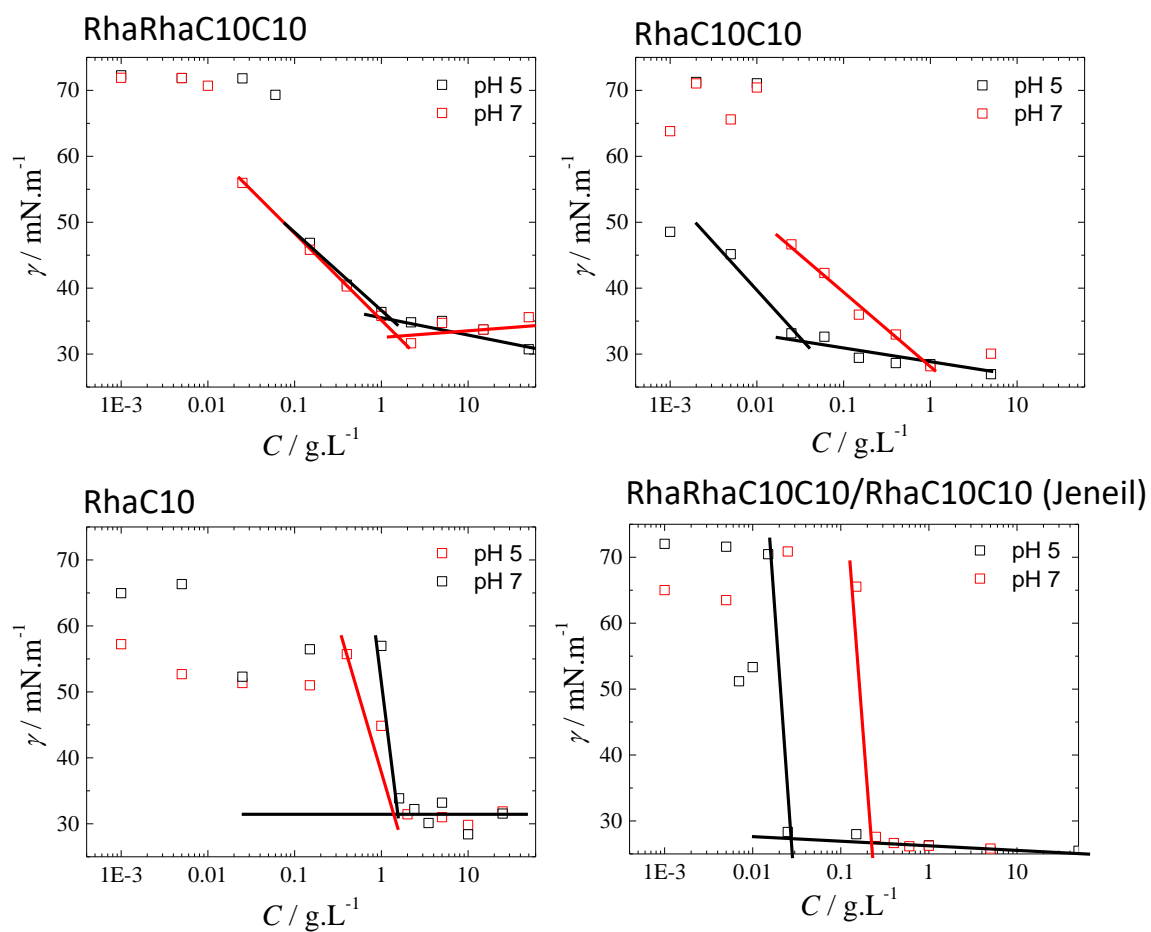 RhaRhaC10C10
70
60
50
40
30
γ / mN.m⁻¹
pH 5
pH 7
1E-3
0.01
0.1
1
10
C / g.L⁻¹
RhaC10C10
70
60
50
40
30
γ / mN.m⁻¹
pH 5
pH 7
1E-3
0.01
0.1
1
10
C / g.L⁻¹
RhaC10
70
60
50
40
30
γ / mN.m⁻¹
pH 5
pH 7
1E-3
0.01
0.1
1
10
C / g.L⁻¹
RhaRhaC10C10/RhaC10C10 (Jeneil)
70
60
50
40
30
γ / mN.m⁻¹
pH 5
pH 7
1E-3
0.01
0.1
1
10
C / g.L⁻¹